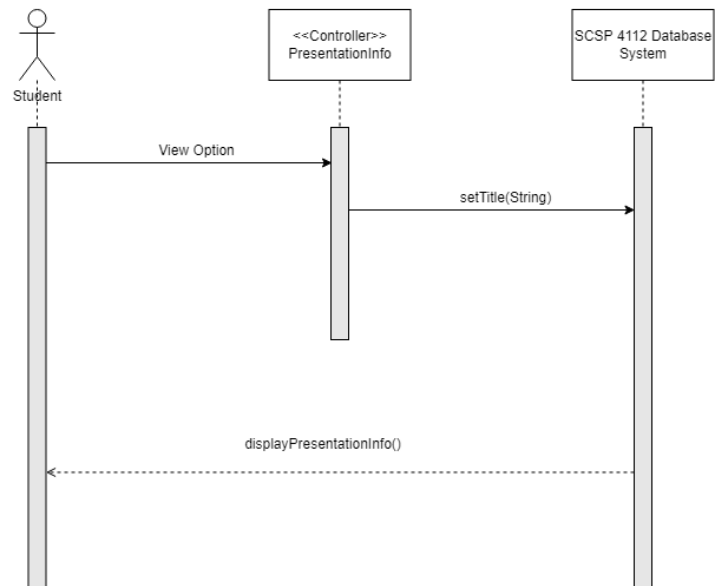 <<Controller>>
PresentationInfo
SCSP 4112 Database
System
Student
View Option
setTitle(String)
displayPresentationInfo()